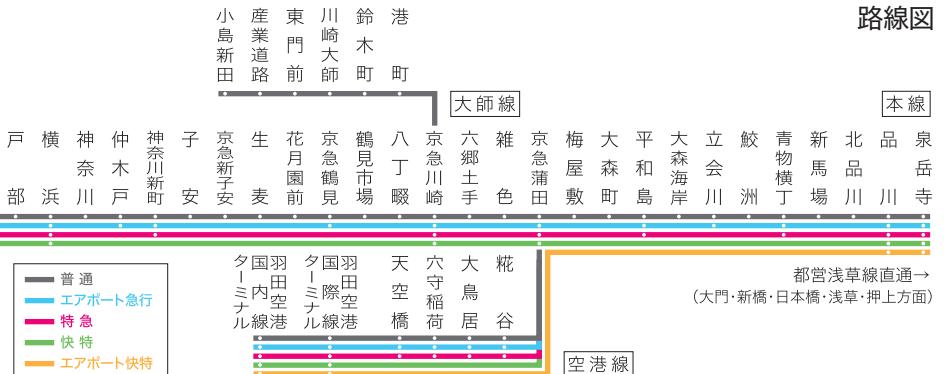 路線図
小島新田
産業道路
東門前
川崎大師
鈴木町
港町
大師線
本線
戸部
横浜
神奈川
仲木戸
神奈川新町
子安
京急新子安
生麦
花月園前
京急鶴見
鶴見市場
八丁畷
京急川崎
六郷土手
雑色
京急蒲田
梅屋敷
大森町
平和島
大森海岸
立会川
鮫洲
青物横丁
新馬場
北品川
品川
泉岳寺
羽田空港
国内線
ターミナル
羽田空港
国際線
ターミナル
天空橋
穴守稲荷
大鳥居
糀谷
都営浅草線直通→
(大門・新橋・日本橋・浅草・押上方面)
普通
エアポート急行
特急
快特
エアポート快特
空港線